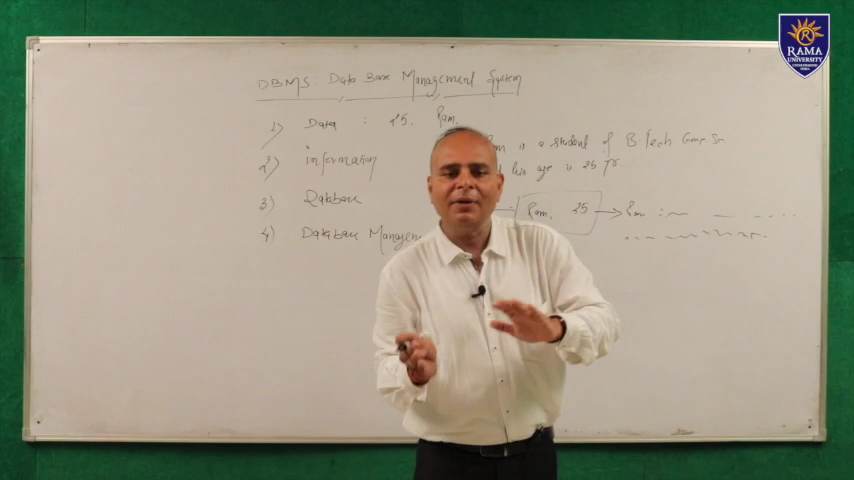 RAMA
UNIVERSITY
DBMS: Data Base Management System
1) Data : 25. Ram.
is a student of B Tech Comp Sc
2) information
his age is 25 Yr
3) Database
Ram, 25 → Ram
4) Database Managem